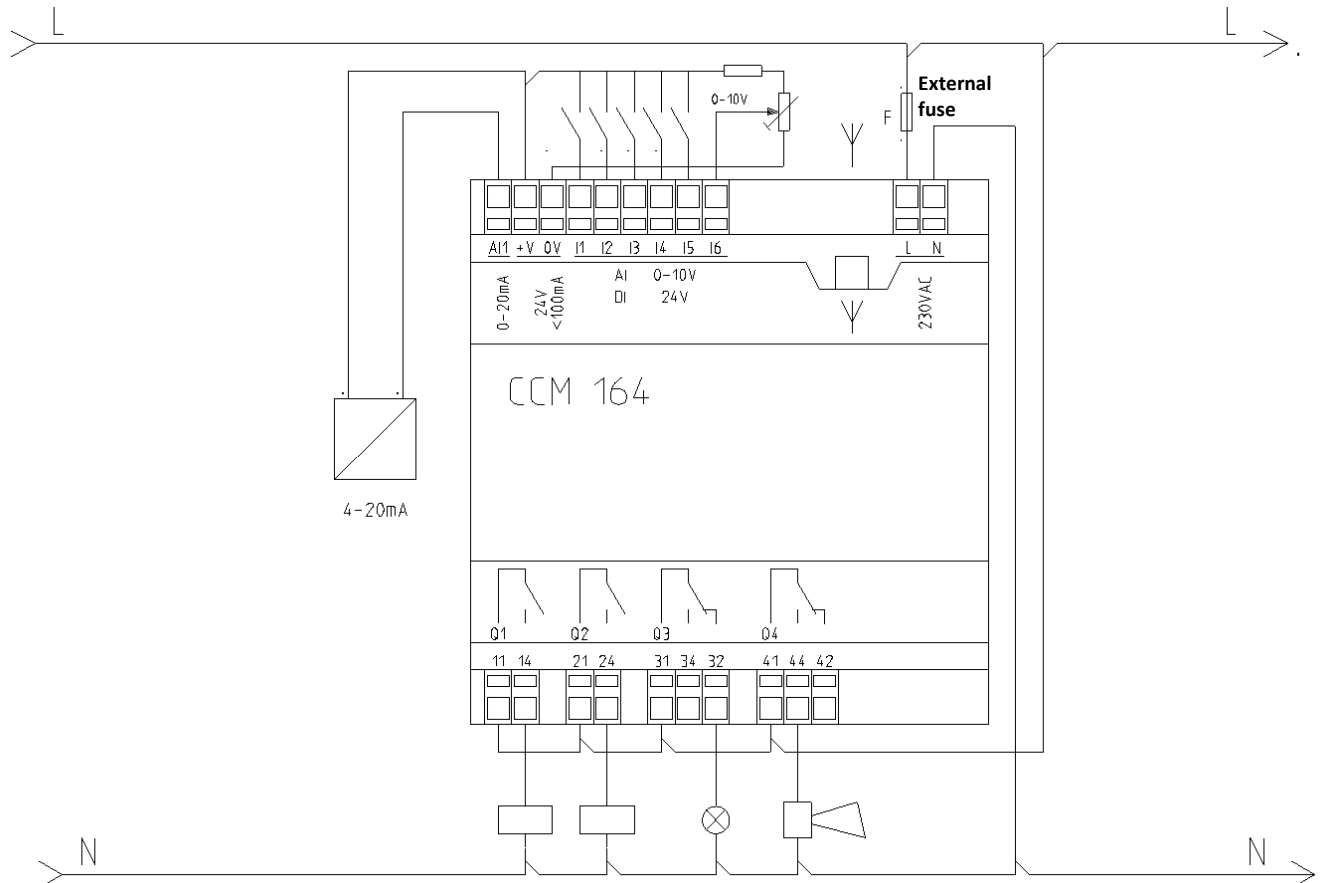 L L
External
fuse
F
0-10V
AI1 +V 0V I1 I2 I3 I4 I5 I6 L N
0-20mA
24V
<100mA
AI 0-10V
DI 24V
230VAC
CCM 164
4-20mA
Q1 Q2 Q3 Q4
11 14 21 24 31 34 32 41 44 42
N N